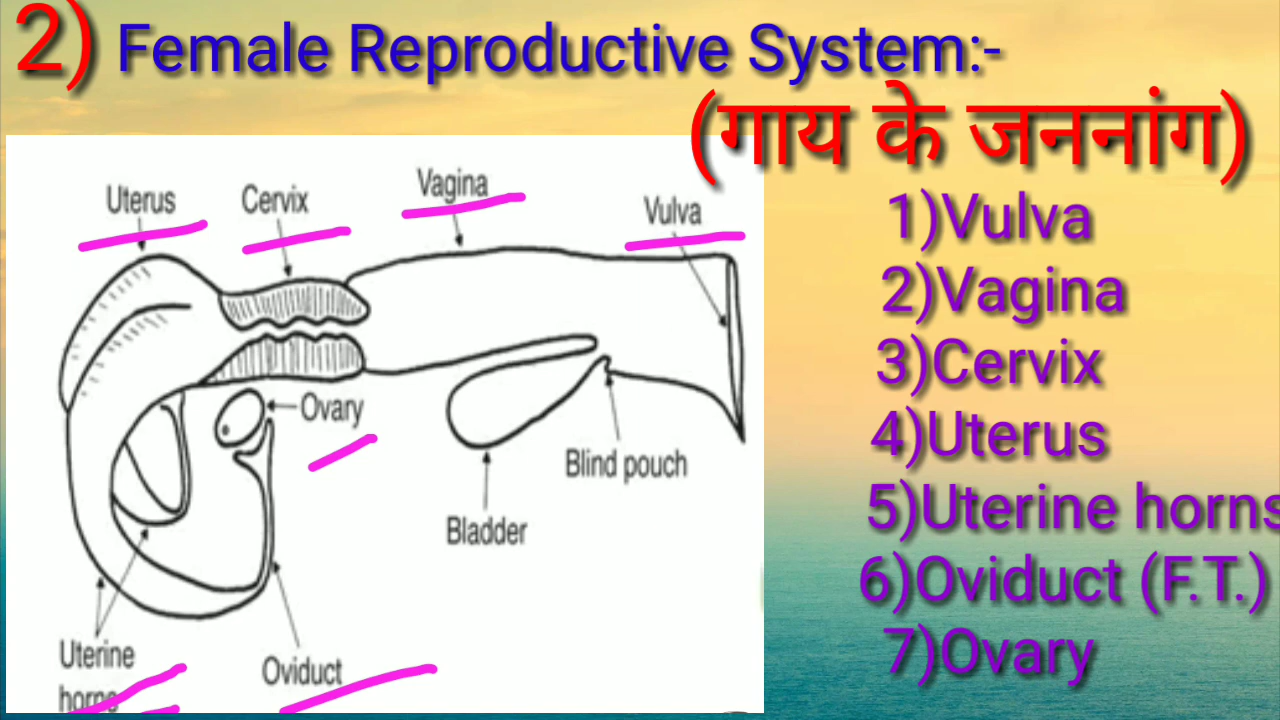 2) Female Reproductive System:-
(गाय के जननांग)
Uterus
Cervix
Vagina
Vulva
Ovary
Blind pouch
Bladder
Uterine
horns
Oviduct
1)Vulva
2)Vagina
3)Cervix
4)Uterus
5)Uterine horns
6)Oviduct (F.T.)
7)Ovary